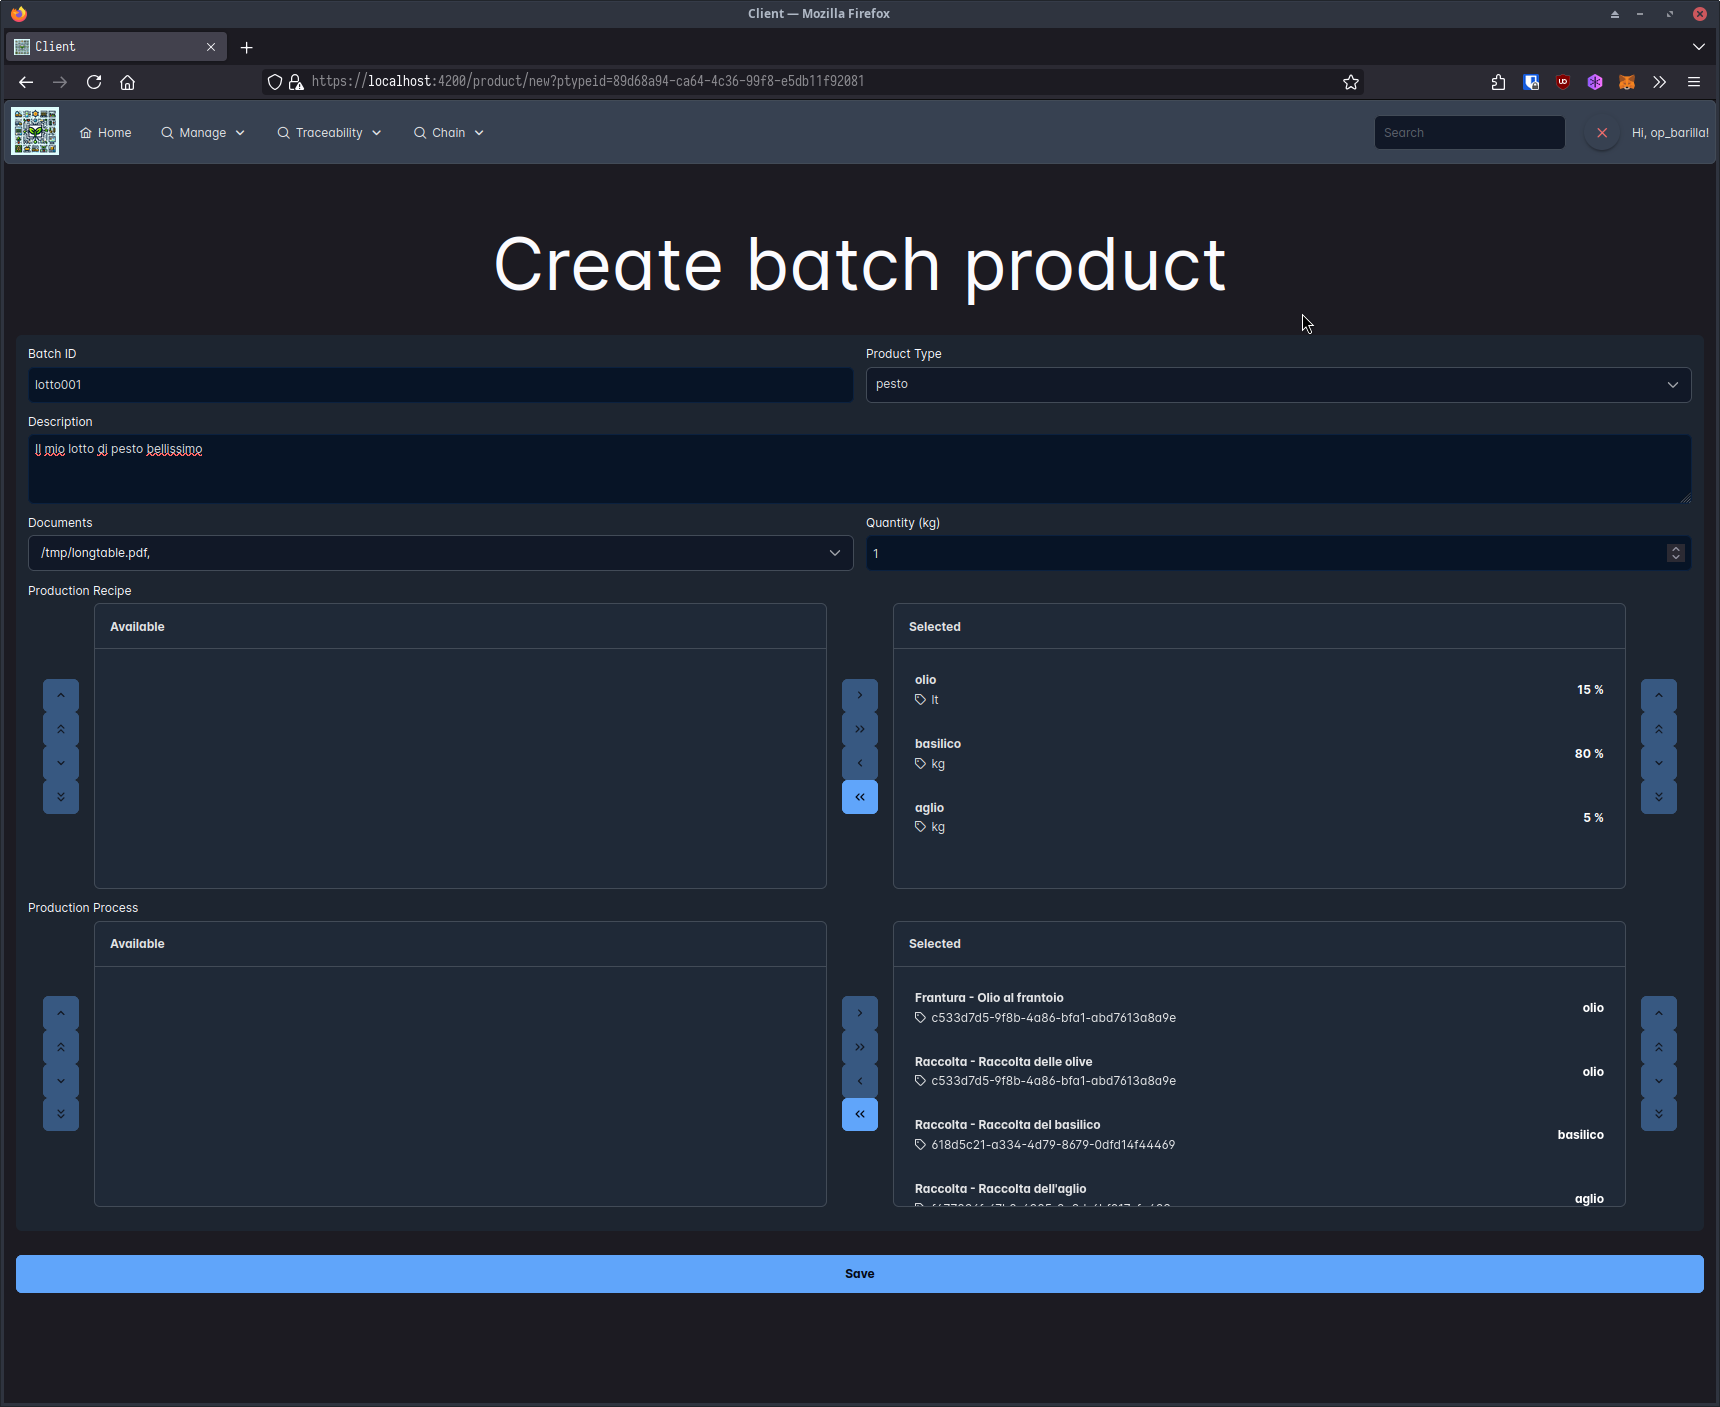 Client — Mozilla Firefox
Client
https://localhost:4200/product/new?ptypeid=89d68a94-ca64-4c36-99f8-e5db11f92081
Home Manage Traceability Chain Search Hi, op_barilla!
Create batch product
Batch ID
lotto001
Product Type
pesto
Description
Il mio lotto di pesto bellissimo
Documents
/tmp/longtable.pdf,
Quantity (kg)
1
Production Recipe
Available
Selected
olio
lt
15 %
basilico
kg
80 %
aglio
kg
5 %
Production Process
Available
Selected
Frantura - Olio al frantoio
c533d7d5-9f8b-4a86-bfa1-abd7613a8a9e
olio
Raccolta - Raccolta delle olive
c533d7d5-9f8b-4a86-bfa1-abd7613a8a9e
olio
Raccolta - Raccolta del basilico
618d5c21-a334-4d79-8679-0dfd14f44469
basilico
Raccolta - Raccolta dell'aglio
aglio
Save